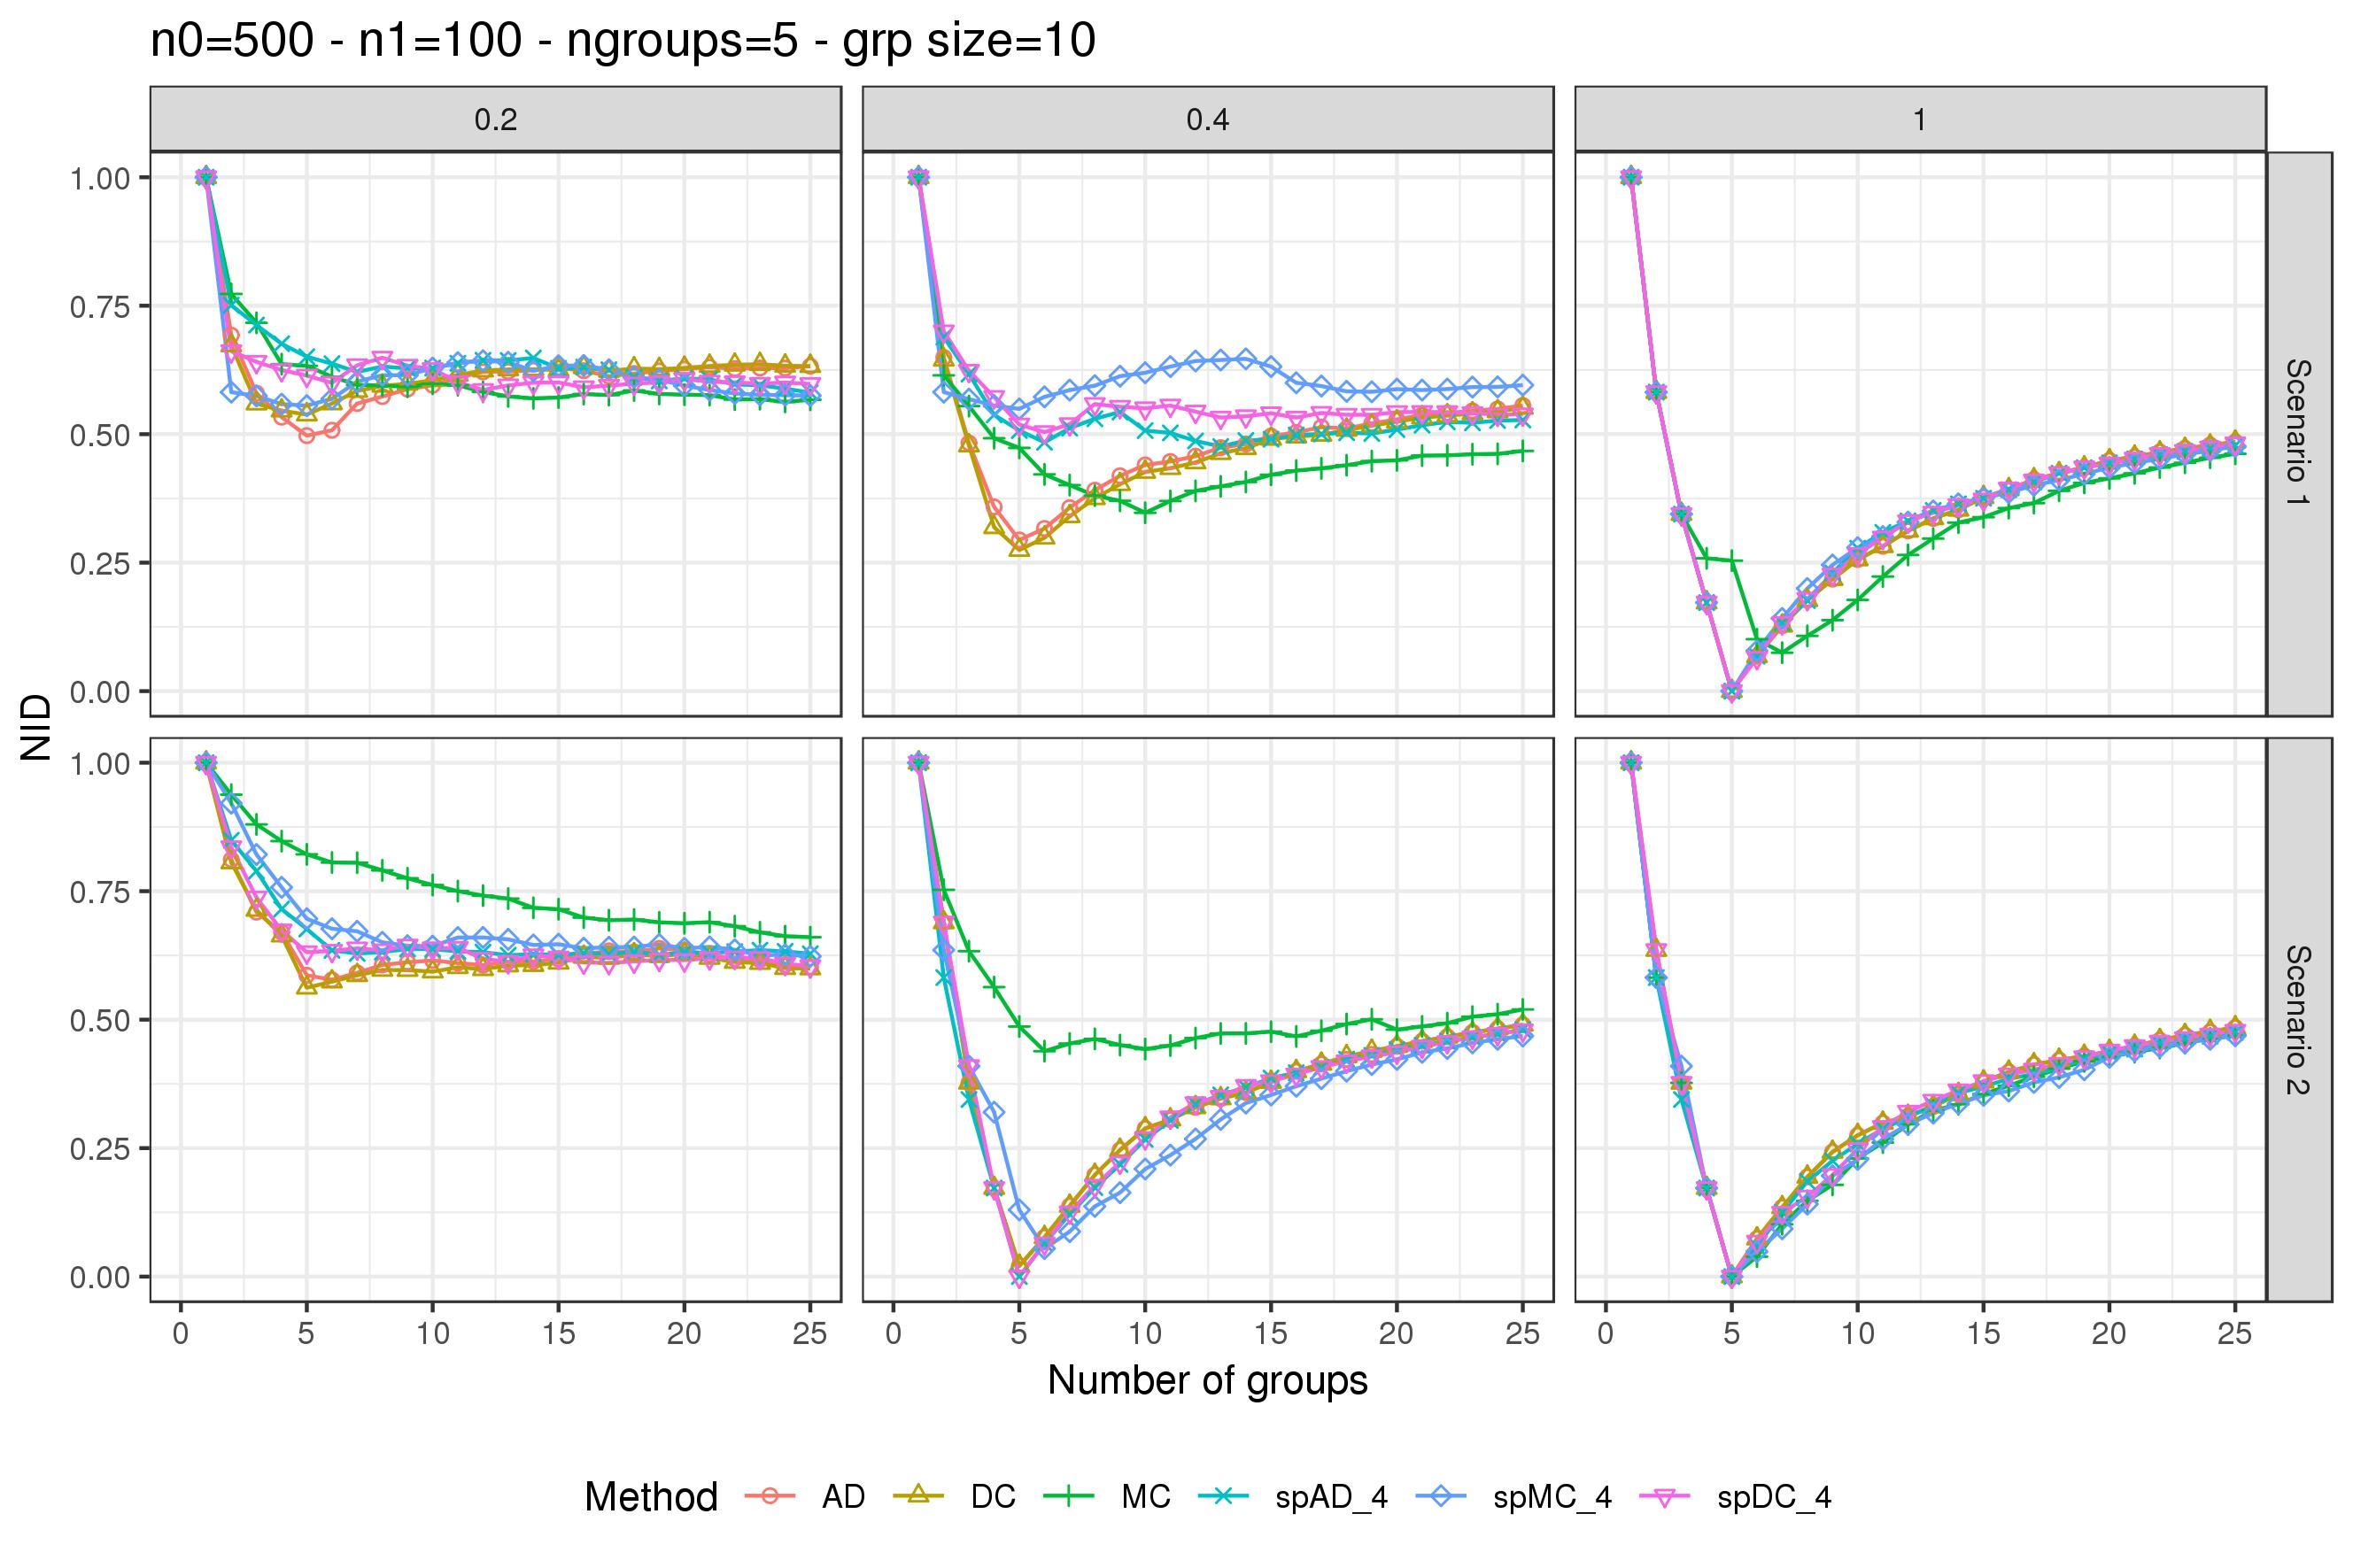 n0=500 - n1=100 - ngroups=5 - grp size=10
0.2 0.4 1
1.00
0.75
0.50
0.25
0.00
Scenario 1
NID
1.00
0.75
0.50
0.25
0.00
Scenario 2
0 5 10 15 20 25 0 5 10 15 20 25 0 5 10 15 20 25
Number of groups
Method AD DC MC spAD_4 spMC_4 spDC_4